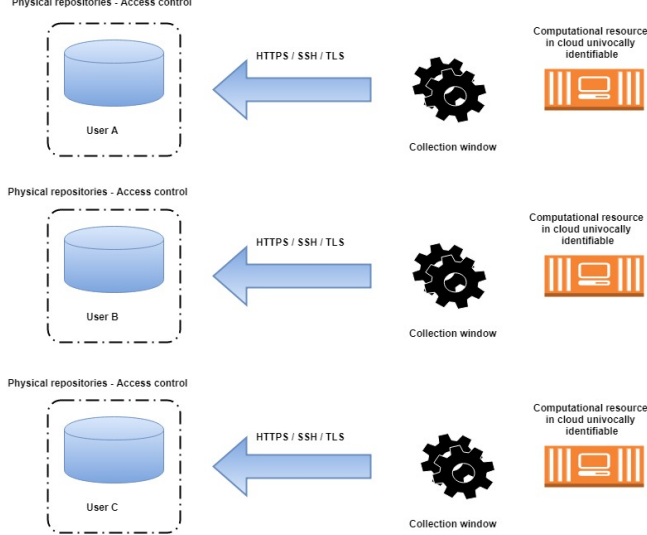 Physical repositories - Access control
HTTPS / SSH / TLS
Computational resource
in cloud univocally
identifiable
User A
Collection window
Physical repositories - Access control
HTTPS / SSH / TLS
Computational resource
in cloud univocally
identifiable
User B
Collection window
Physical repositories - Access control
HTTPS / SSH / TLS
Computational resource
in cloud univocally
identifiable
User C
Collection window